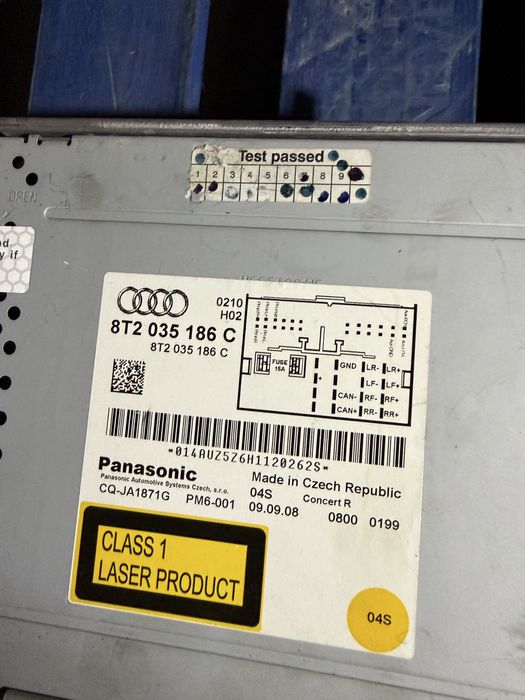 Test passed
1 2 3 4 5 6 7 8 9
OPEN
y if
8T2 035 186 C
8T2 035 186 C
0210
H02
FUSE
15A
+
GND LR- LR+
LF- LF+
CAN- RF- RF+
CAN+ RR- RR+
*014AUZ5Z6H1120262S*
Panasonic
Panasonic Automotive Systems Czech, s.r.o.
CQ-JA1871G PM6-001
Made in Czech Republic
04S Concert R
09.09.08 0800 0199
CLASS 1
LASER PRODUCT
04S